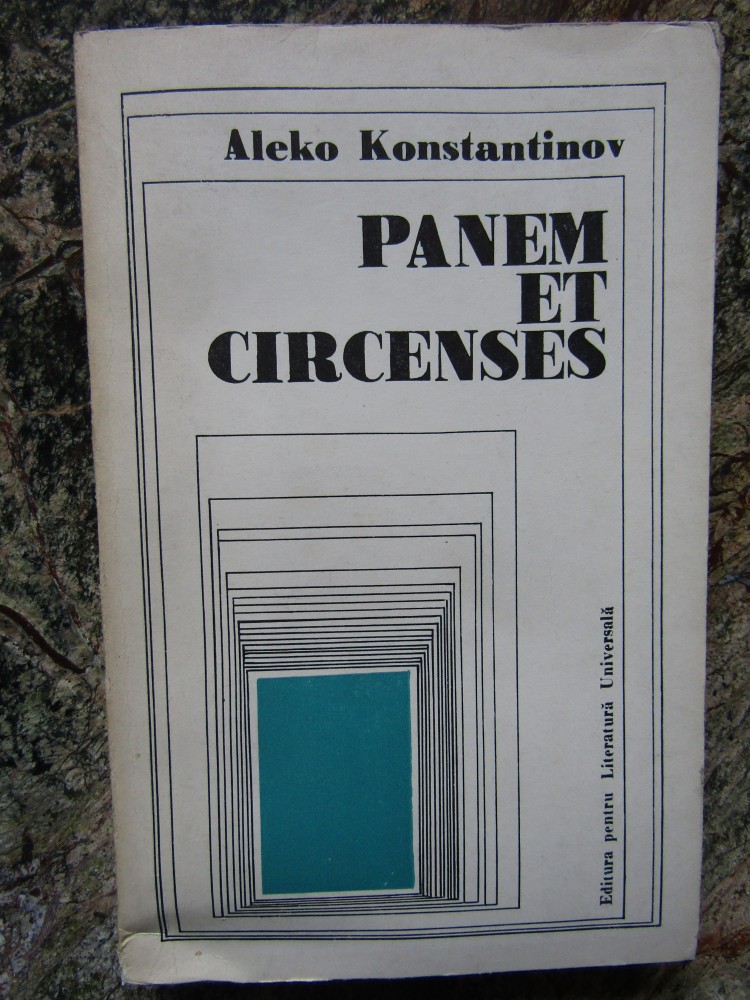 Aleko Konstantinov
PANEM
ET
CIRCENSES
Editura pentru Literatură Universală